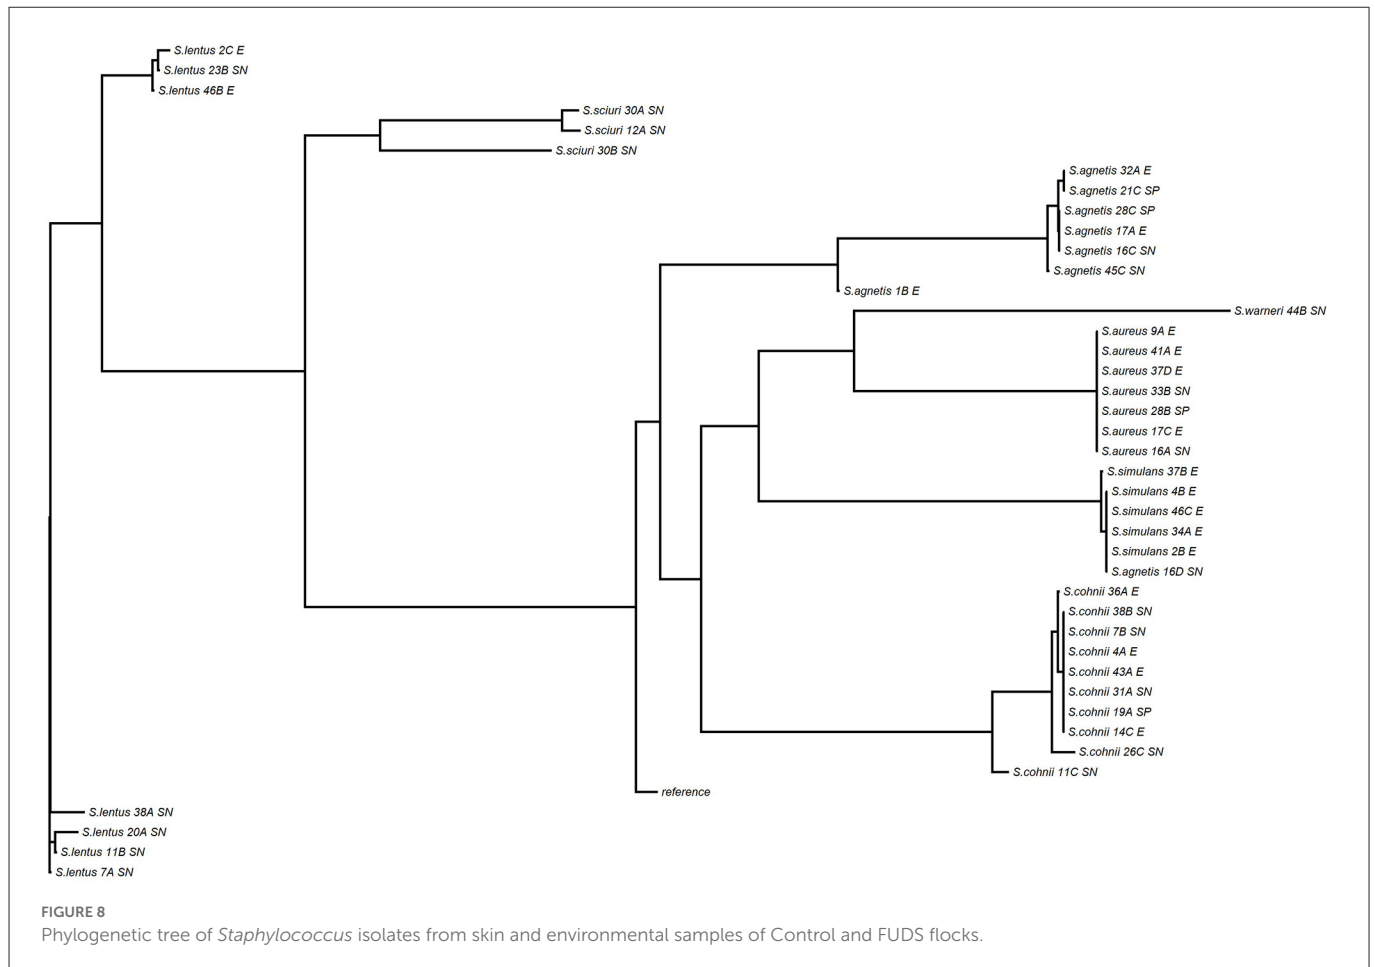 S.lentus 2C E
S.lentus 23B SN
S.lentus 46B E
S.sciuri 30A SN
S.sciuri 12A SN
S.sciuri 30B SN
S.agnetis 32A E
S.agnetis 21C SP
S.agnetis 28C SP
S.agnetis 17A E
S.agnetis 16C SN
S.agnetis 45C SN
S.agnetis 1B E
S.warneri 44B SN
S.aureus 9A E
S.aureus 41A E
S.aureus 37D E
S.aureus 33B SN
S.aureus 28B SP
S.aureus 17C E
S.aureus 16A SN
S.simulans 37B E
S.simulans 4B E
S.simulans 46C E
S.simulans 34A E
S.simulans 2B E
S.agnetis 16D SN
S.cohnii 36A E
S.cohnii 38B SN
S.cohnii 7B SN
S.cohnii 4A E
S.cohnii 43A E
S.cohnii 31A SN
S.cohnii 19A SP
S.cohnii 14C E
S.cohnii 26C SN
S.cohnii 11C SN
reference
S.lentus 38A SN
S.lentus 20A SN
S.lentus 11B SN
S.lentus 7A SN
FIGURE 8
Phylogenetic tree of Staphylococcus isolates from skin and environmental samples of Control and FUDS flocks.